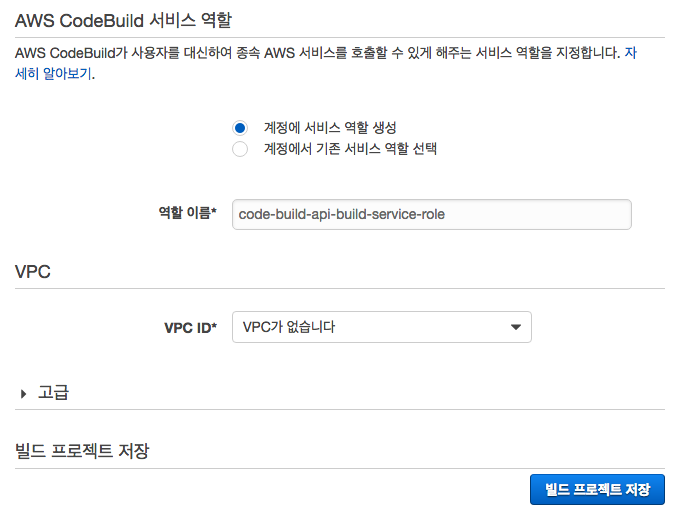 AWS CodeBuild 서비스 역할
AWS CodeBuild가 사용자를 대신하여 종속 AWS 서비스를 호출할 수 있게 해주는 서비스 역할을 지정합니다. 자
세히 알아보기.
계정에 서비스 역할 생성
계정에서 기존 서비스 역할 선택
역할 이름* code-build-api-build-service-role
VPC
VPC ID* VPC가 없습니다
고급
빌드 프로젝트 저장
빌드 프로젝트 저장